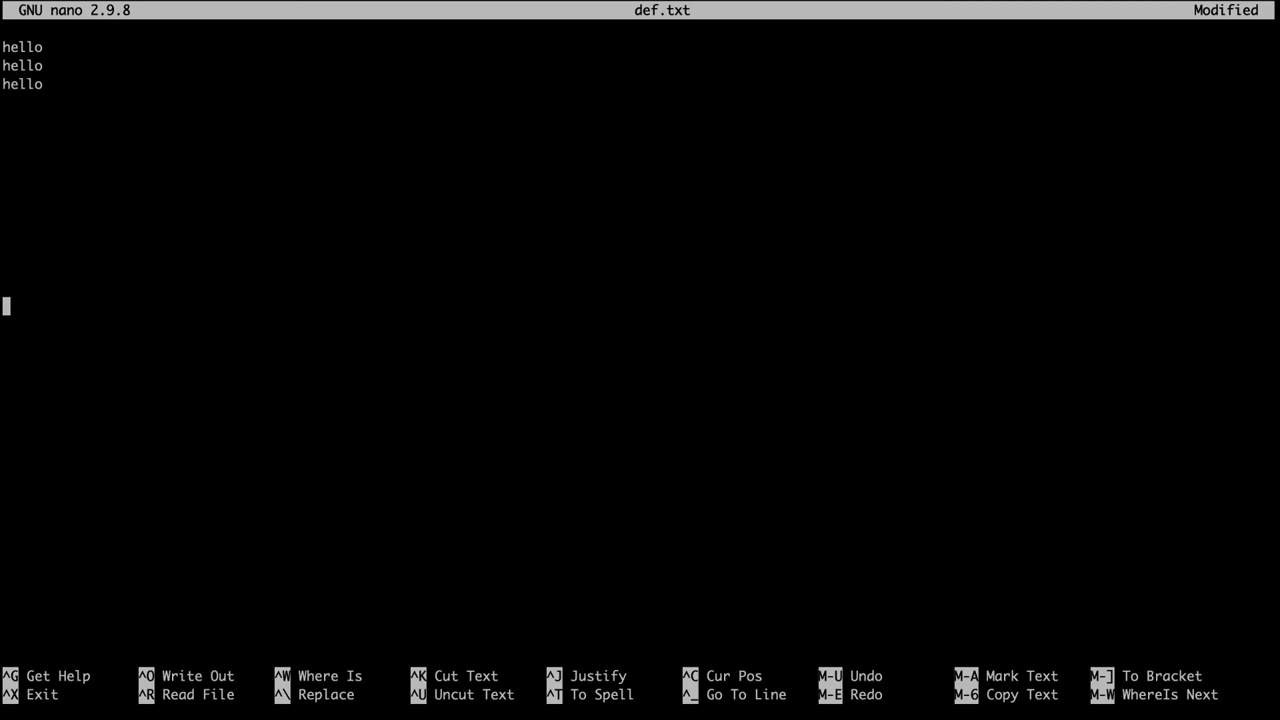 GNU nano 2.9.8 def.txt Modified
hello
hello
hello
^G Get Help ^O Write Out ^W Where Is ^K Cut Text ^J Justify ^C Cur Pos M-U Undo M-A Mark Text M-] To Bracket
^X Exit ^R Read File ^\ Replace ^U Uncut Text ^T To Spell ^_ Go To Line M-E Redo M-6 Copy Text M-W WhereIs Next